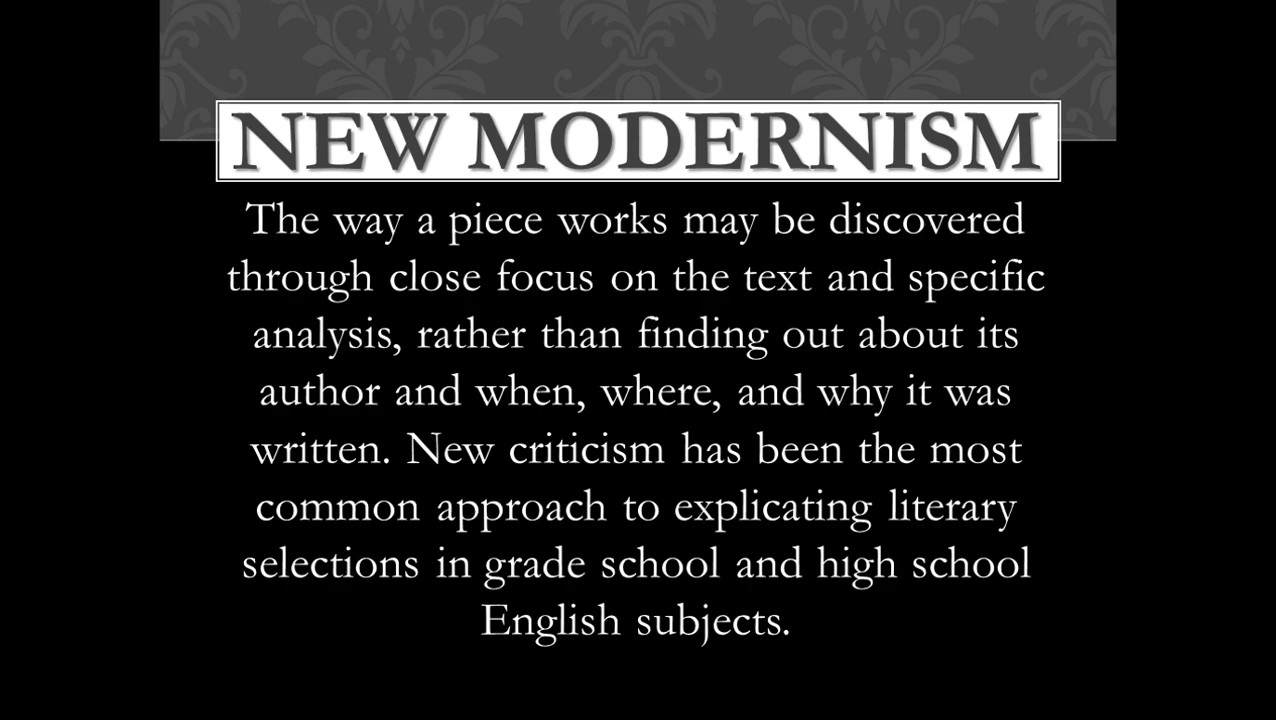 NEW MODERNISM
The way a piece works may be discovered
through close focus on the text and specific
analysis, rather than finding out about its
author and when, where, and why it was
written. New criticism has been the most
common approach to explicating literary
selections in grade school and high school
English subjects.